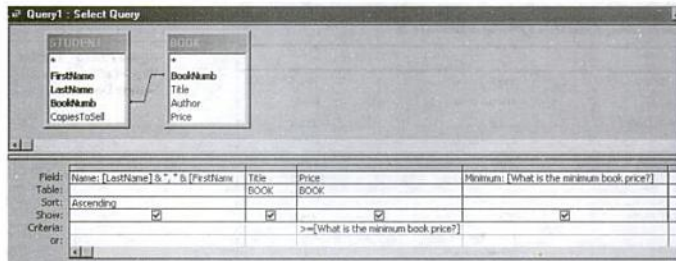 Query1 : Select Query
STUDENT
*
FirstName
LastName
BookNumb
CopiesToSell
BOOK
*
BookNumb
Title
Author
Price
Field: Name: [LastName] & ", " & [FirstName Title Price Minimum: [What is the minimum book price?]
Table: BOOK BOOK
Sort: Ascending
Show:
Criteria: >=[What is the minimum book price?]
or: